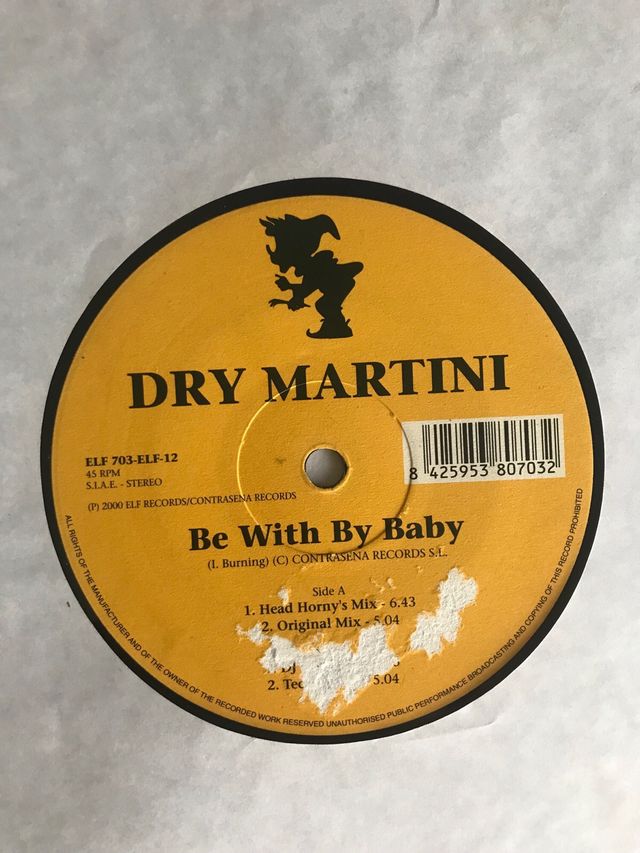 DRY MARTINI
ELF 703-ELF-12
45 RPM
S.I.A.E. - STEREO
(P) 2000 ELF RECORDS/CONTRASENA RECORDS
8 425953 807032
Be With By Baby
(I. Burning) (C) CONTRASENA RECORDS S.L.
Side A
1. Head Horny's Mix - 6.43
2. Original Mix - 5.04
DJ
2. 5.04
ALL RIGHTS OF THE MANUFACTURER AND OF THE OWNER OF THE RECORDED WORK RESERVED UNAUTHORISED PUBLIC PERFORMANCE BROADCASTING AND COPYING OF THIS RECORD PROHIBITED